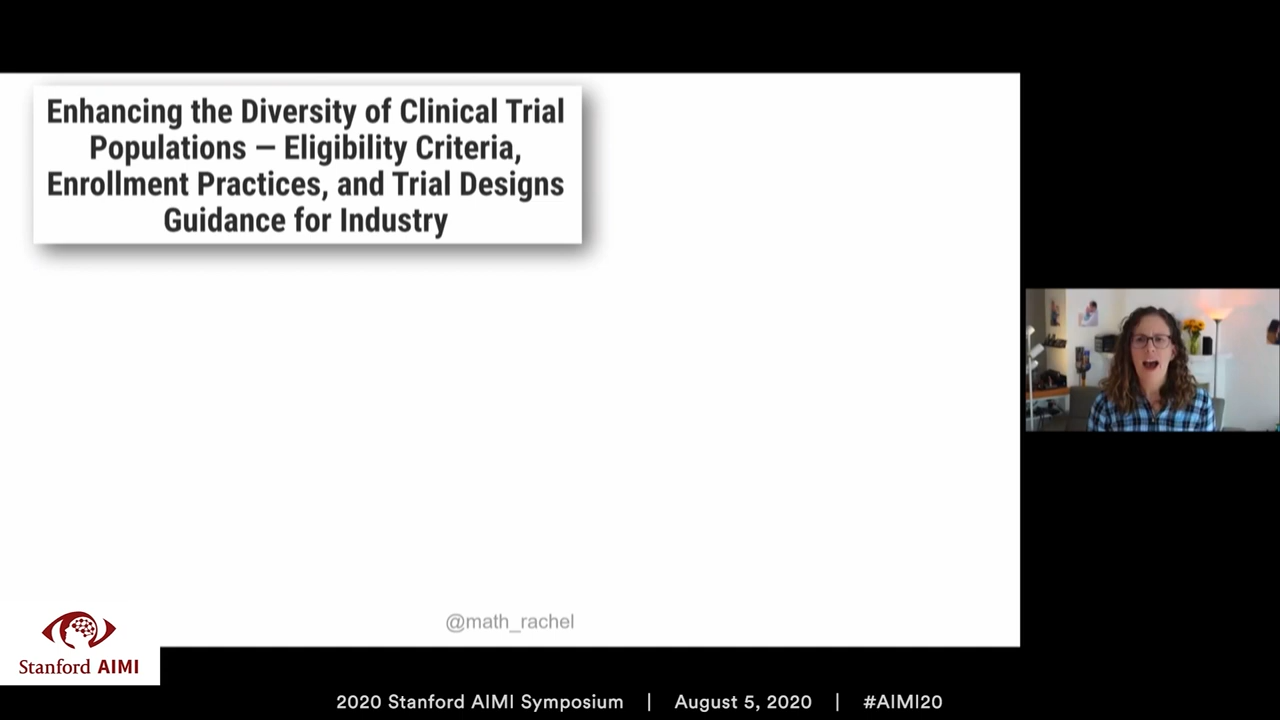 Enhancing the Diversity of Clinical Trial
Populations — Eligibility Criteria,
Enrollment Practices, and Trial Designs
Guidance for Industry
@math_rachel
Stanford AIMI
2020 Stanford AIMI Symposium | August 5, 2020 | #AIMI20